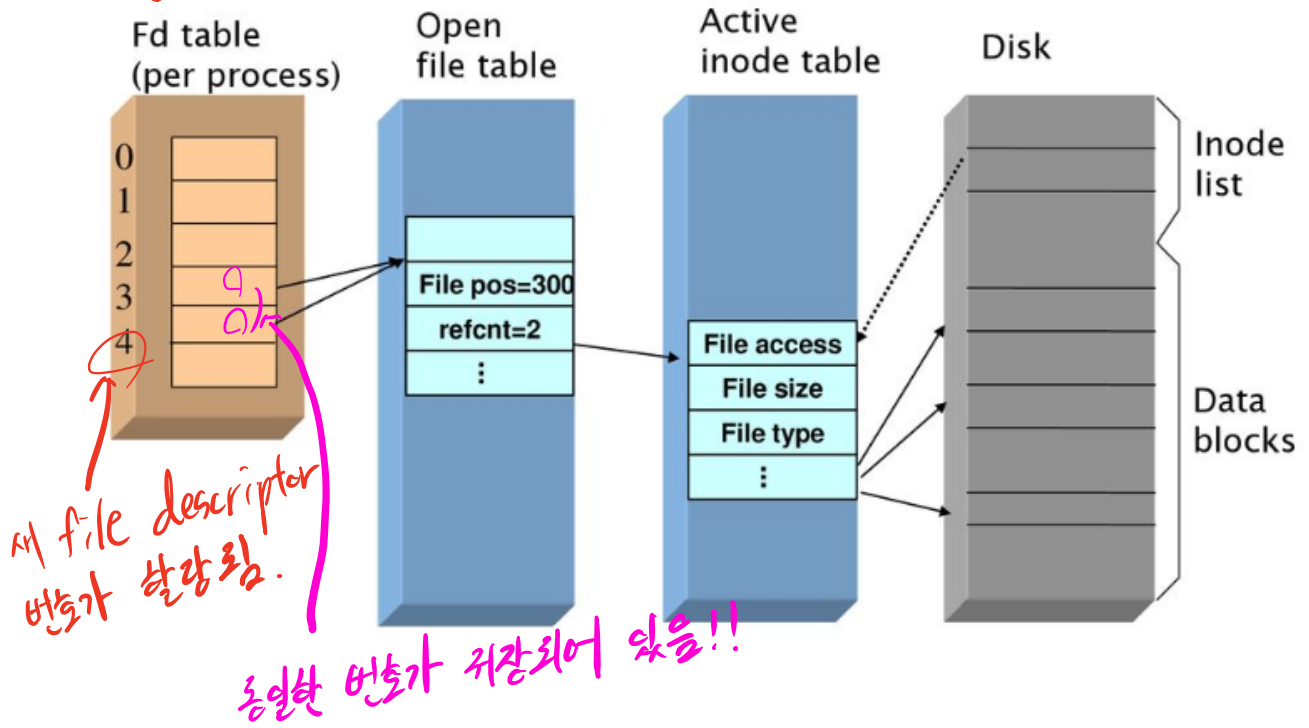 Fd table
(per process)
Open
file table
Active
inode table
Disk
0
1
2
3
4
File pos=300
refcnt=2
⋮
File access
File size
File type
⋮
Inode
list
Data
blocks
새 file descriptor
번호가 할당됨.
동일한 번호가 저장되어 있음!!